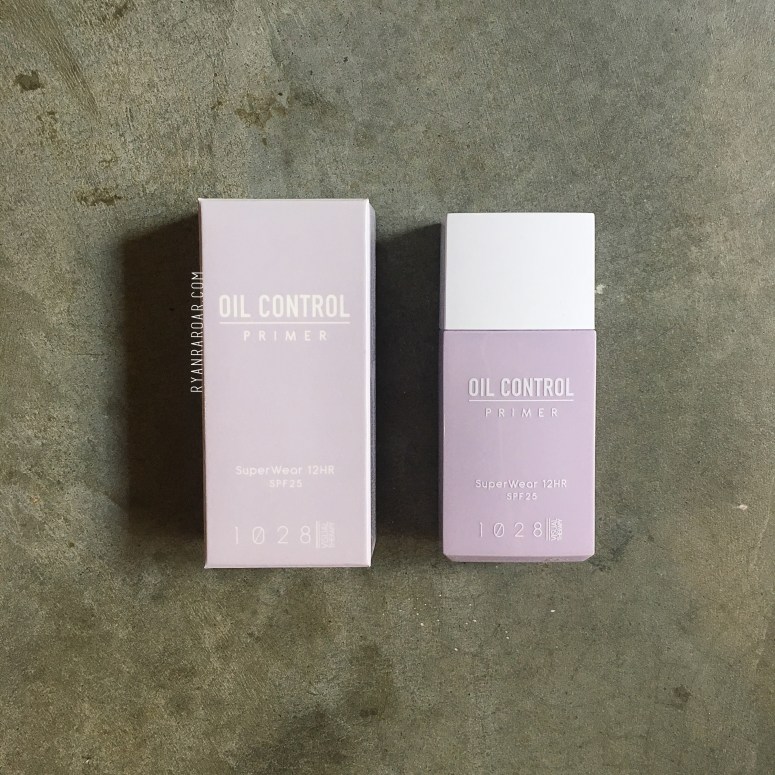 RYANRAROAR.COM
OIL CONTROL
PRIMER
SuperWear 12HR
SPF25
1028
OIL CONTROL
PRIMER
SuperWear 12HR
SPF25
1028